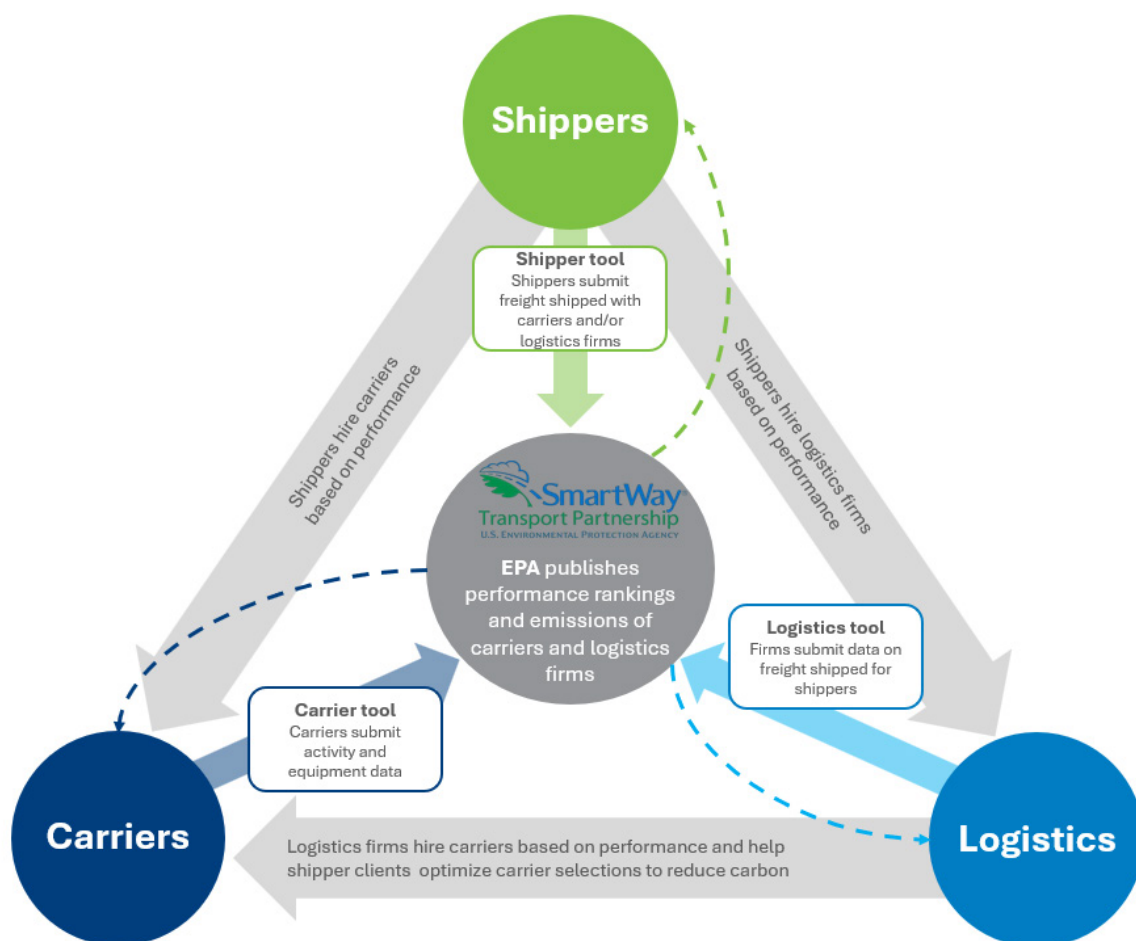 Shippers
Shipper tool
Shippers submit
freight shipped with
carriers and/or
logistics firms
Shippers hire carriers
based on performance
Shippers hire logistics firms
based on performance
SmartWay®
Transport Partnership
U.S. ENVIRONMENTAL PROTECTION AGENCY
EPA publishes
performance rankings
and emissions of
carriers and logistics
firms
Logistics tool
Firms submit data on
freight shipped for
shippers
Carrier tool
Carriers submit
activity and
equipment data
Carriers
Logistics firms hire carriers based on performance and help
shipper clients optimize carrier selections to reduce carbon
Logistics